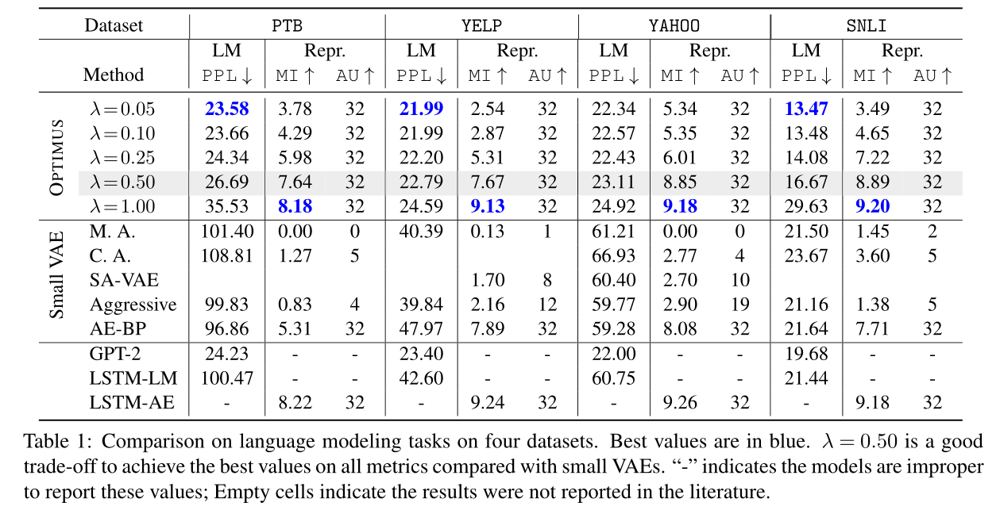 Dataset PTB YELP YAHOO SNLI
LM Repr. LM Repr. LM Repr. LM Repr.
Method PPL↓ MI↑ AU↑ PPL↓ MI↑ AU↑ PPL↓ MI↑ AU↑ PPL↓ MI↑ AU↑
OPTIMUS
λ=0.05 23.58 3.78 32 21.99 2.54 32 22.34 5.34 32 13.47 3.49 32
λ=0.10 23.66 4.29 32 21.99 2.87 32 22.57 5.35 32 13.48 4.65 32
λ=0.25 24.34 5.98 32 22.20 5.31 32 22.43 6.01 32 14.08 7.22 32
λ=0.50 26.69 7.64 32 22.79 7.67 32 23.11 8.85 32 16.67 8.89 32
λ=1.00 35.53 8.18 32 24.59 9.13 32 24.92 9.18 32 29.63 9.20 32
Small VAE
M. A. 101.40 0.00 0 40.39 0.13 1 61.21 0.00 0 21.50 1.45 2
C. A. 108.81 1.27 5 66.93 2.77 4 23.67 3.60 5
SA-VAE 1.70 8 60.40 2.70 10
Aggressive 99.83 0.83 4 39.84 2.16 12 59.77 2.90 19 21.16 1.38 5
AE-BP 96.86 5.31 32 47.97 7.89 32 59.28 8.08 32 21.64 7.71 32
GPT-2 24.23 - - 23.40 - - 22.00 - - 19.68 - -
LSTM-LM 100.47 - - 42.60 - - 60.75 - - 21.44 - -
LSTM-AE - 8.22 32 - 9.24 32 - 9.26 32 - 9.18 32
Table 1: Comparison on language modeling tasks on four datasets. Best values are in blue. λ = 0.50 is a good
trade-off to achieve the best values on all metrics compared with small VAEs. “-” indicates the models are improper
to report these values; Empty cells indicate the results were not reported in the literature.